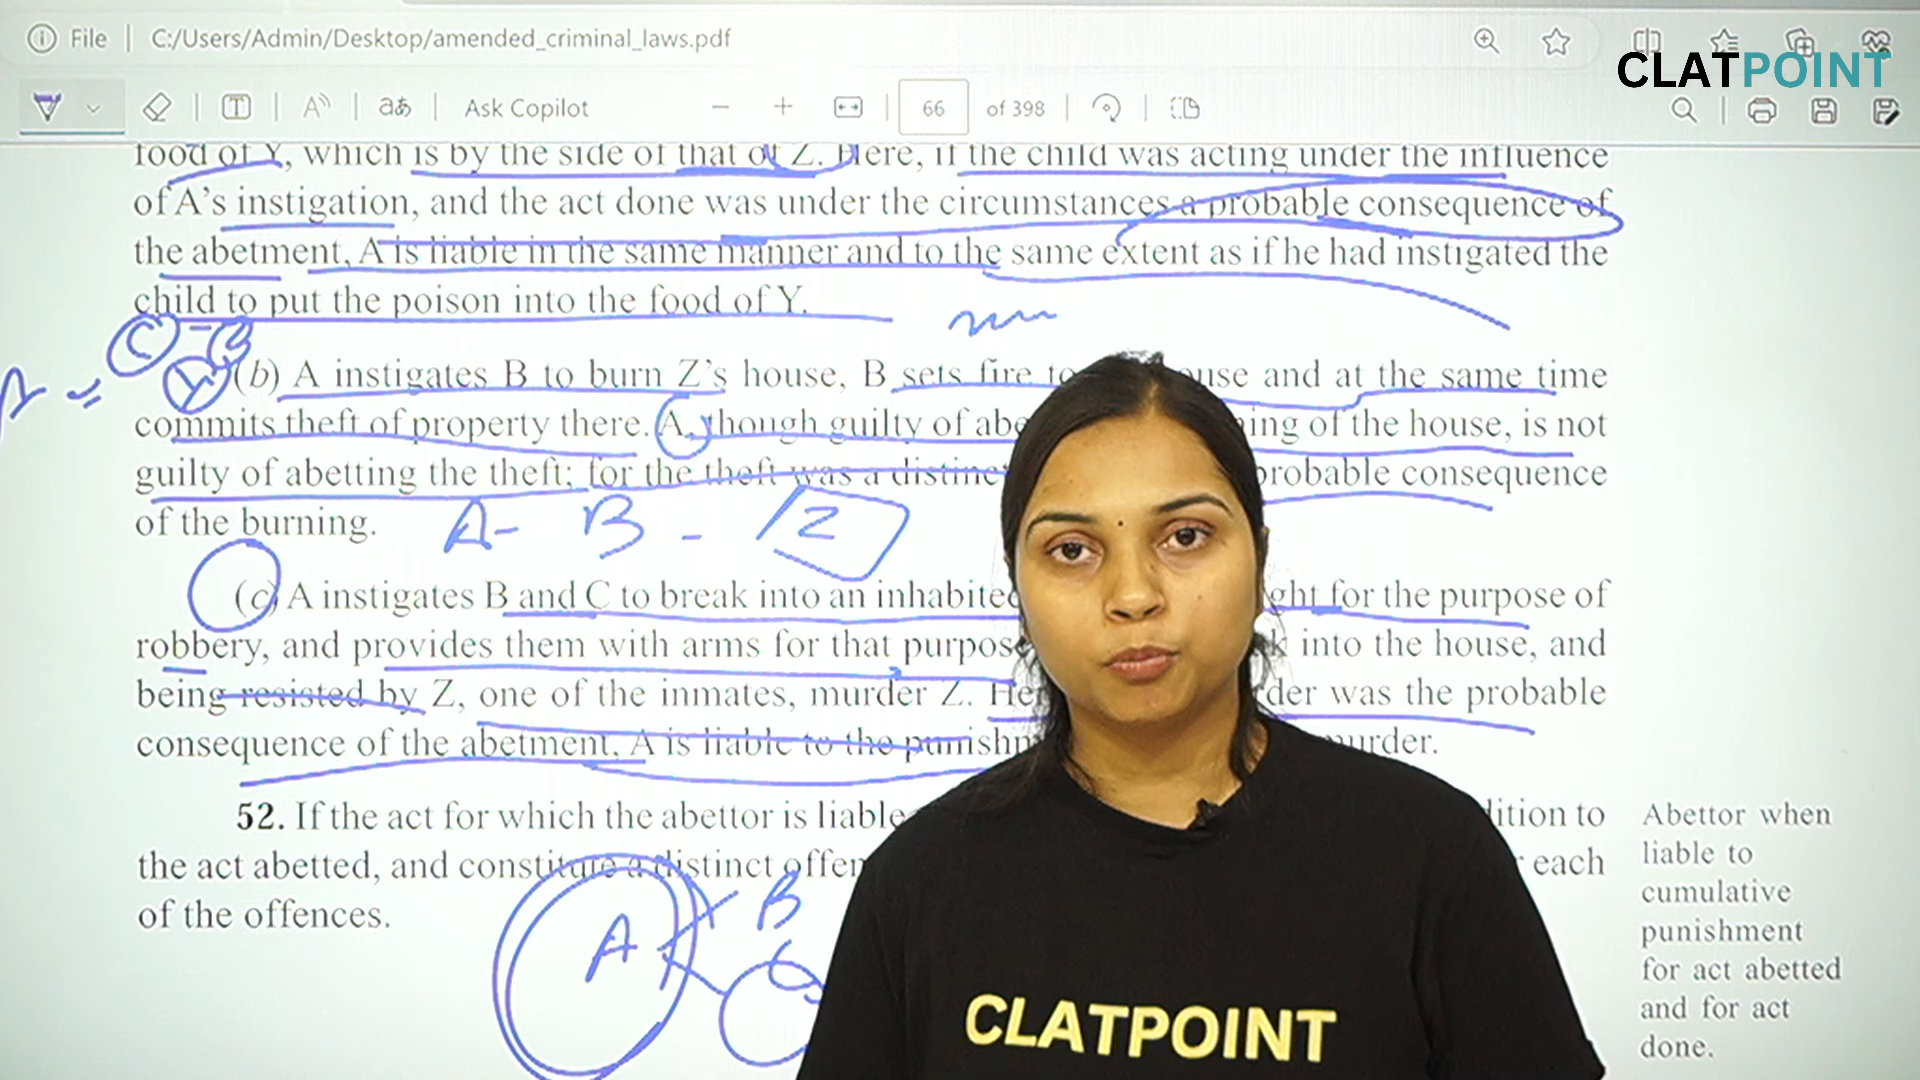 File | C:/Users/Admin/Desktop/amended_criminal_laws.pdf
CLATPOINT
aあ Ask Copilot 66 of 398
food of Y, which is by the side of that of Z. Here, if the child was acting under the influence
of A's instigation, and the act done was under the circumstances a probable consequence of
the abetment, A is liable in the same manner and to the same extent as if he had instigated the
child to put the poison into the food of Y.
A = C - B
Y
(b) A instigates B to burn Z's house, B sets fire to use and at the same time
commits theft of property there. A, though guilty of abe ing of the house, is not
guilty of abetting the theft; for the theft was a distinc probable consequence
of the burning.
A - B - Z
(c) A instigates B and C to break into an inhabite ght for the purpose of
robbery, and provides them with arms for that purpose k into the house, and
being resisted by Z, one of the inmates, murder Z. Her der was the probable
consequence of the abetment, A is liable to the punishm murder.
52. If the act for which the abettor is liable dition to
the act abetted, and constitute a distinct offen each
of the offences.
Abettor when
liable to
cumulative
punishment
for act abetted
and for act
done.
A B
C
CLATPOINT